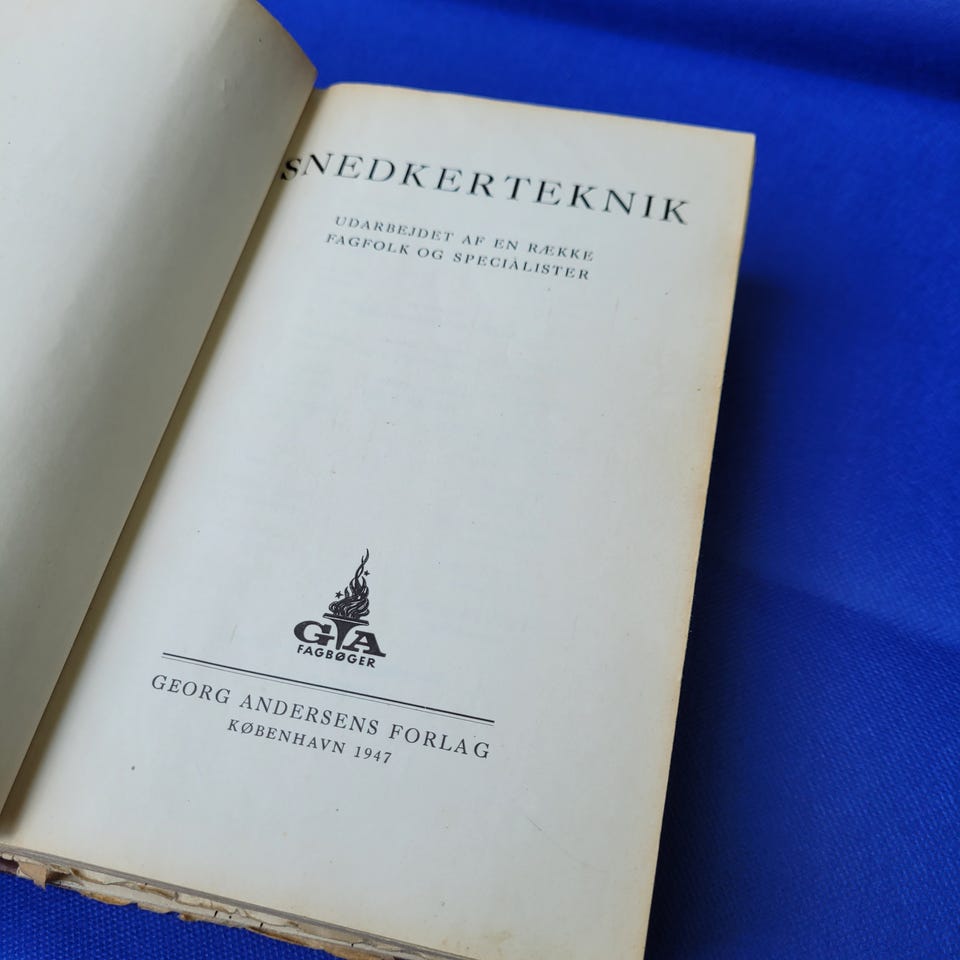 SNEDKERTEKNIK
UDARBEJDET AF EN RÆKKE
FAGFOLK OG SPECIALISTER
GA
FAGBØGER
GEORG ANDERSENS FORLAG
KØBENHAVN 1947